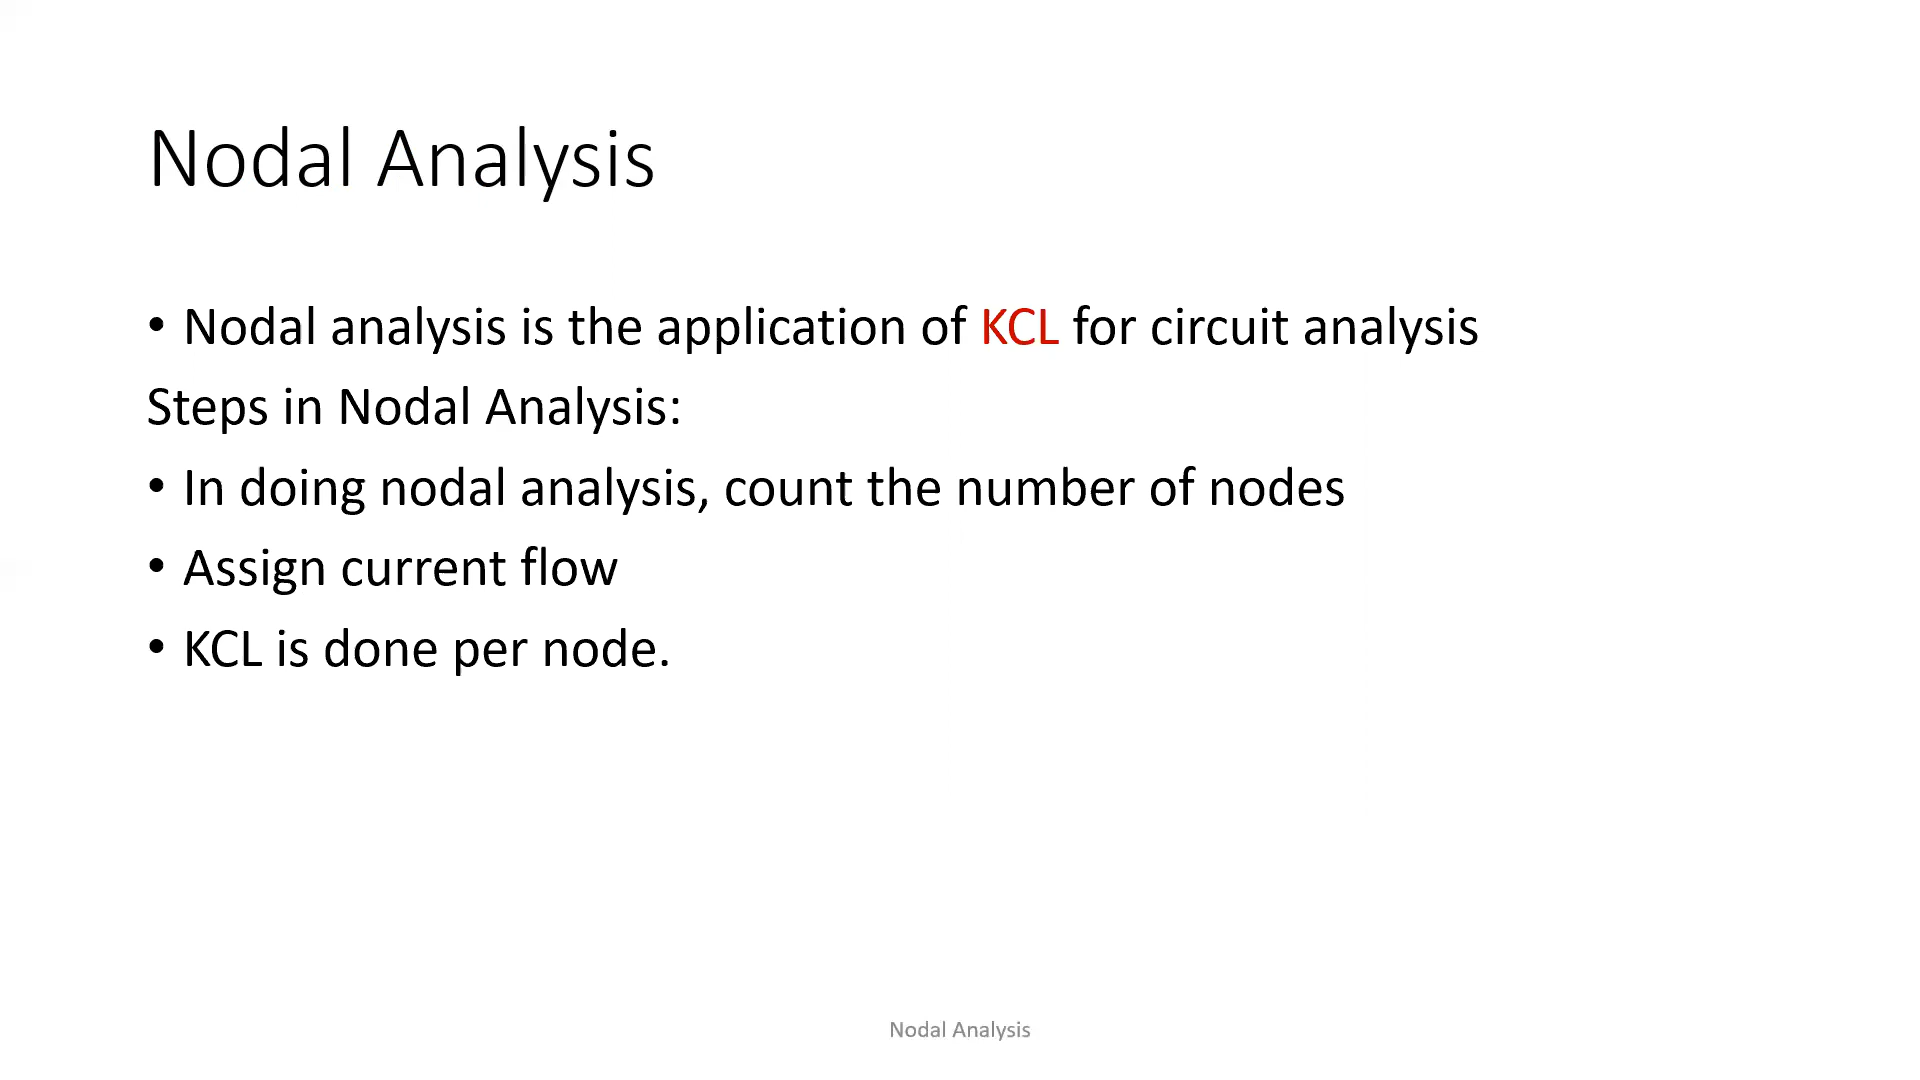 Nodal Analysis
• Nodal analysis is the application of KCL for circuit analysis
Steps in Nodal Analysis:
• In doing nodal analysis, count the number of nodes
• Assign current flow
• KCL is done per node.
Nodal Analysis